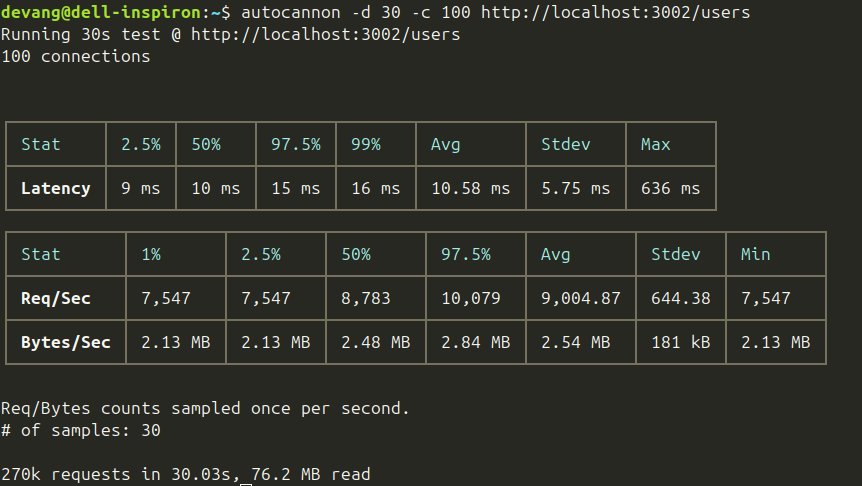 devang@dell-inspiron:~$ autocannon -d 30 -c 100 http://localhost:3002/users
Running 30s test @ http://localhost:3002/users
100 connections
Stat 2.5% 50% 97.5% 99% Avg Stdev Max
Latency 9 ms 10 ms 15 ms 16 ms 10.58 ms 5.75 ms 636 ms
Stat 1% 2.5% 50% 97.5% Avg Stdev Min
Req/Sec 7,547 7,547 8,783 10,079 9,004.87 644.38 7,547
Bytes/Sec 2.13 MB 2.13 MB 2.48 MB 2.84 MB 2.54 MB 181 kB 2.13 MB
Req/Bytes counts sampled once per second.
# of samples: 30
270k requests in 30.03s, 76.2 MB read